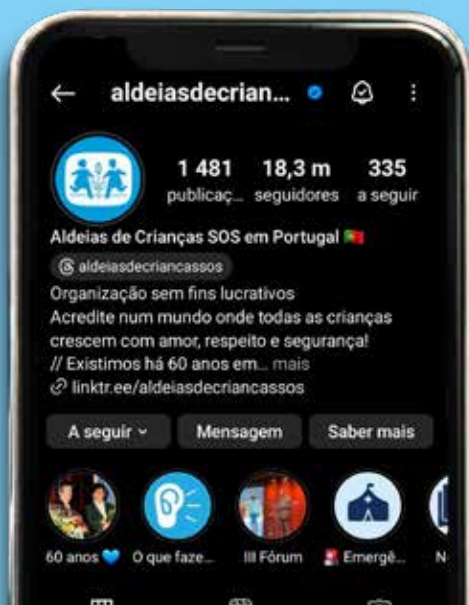 aldeiasdecrian...
1 481 18,3 m 335
publicaç... seguidores a seguir
Aldeias de Crianças SOS em Portugal 🇵🇹
aldeiasdecriancassos
Organização sem fins lucrativos
Acredite num mundo onde todas as crianças
crescem com amor, respeito e segurança!
// Existimos há 60 anos em... mais
linktr.ee/aldeiasdecriancassos
A seguir Mensagem Saber mais
60 anos 💙 O que faze... III Fórum 🚨 Emergê... N